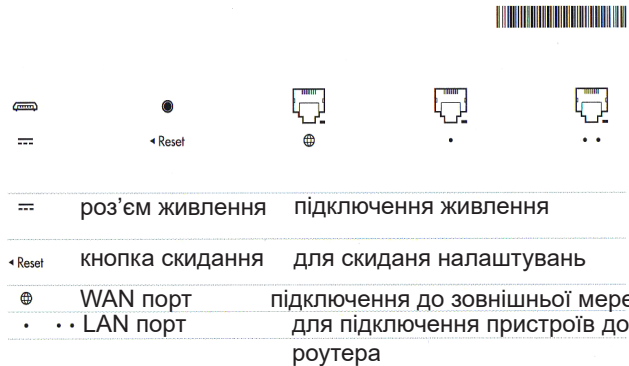 Reset
Reset
роз’єм живлення підключення живлення
кнопка скидання для скиданя налаштувань
WAN порт підключення до зовнішньої мере
LAN порт для підключення пристроїв до
роутера